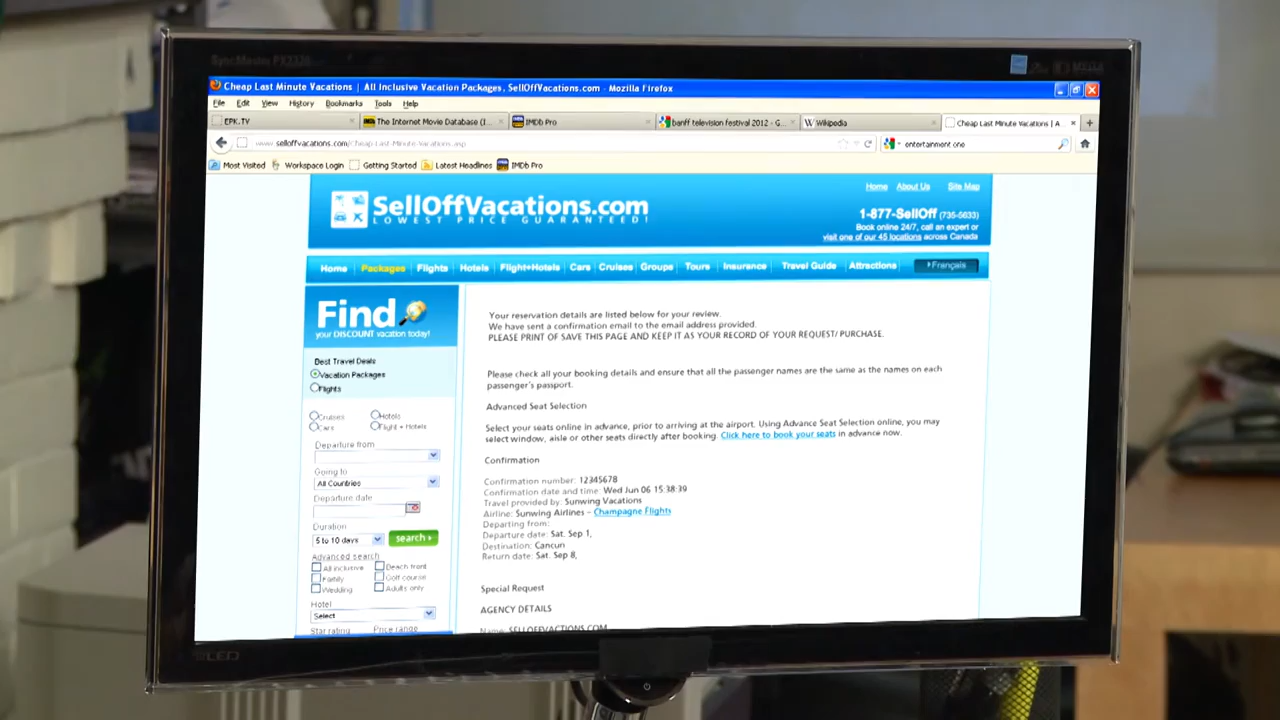 SyncMaster PX2370
Cheap Last Minute Vacations | All Inclusive Vacation Packages, SellOffVacations.com - Mozilla Firefox
File Edit View History Bookmarks Tools Help
EPK.TV
The Internet Movie Database (I...
IMDb Pro
banff television festival 2012 - G...
Wikipedia
Cheap Last Minute Vacations | A...
www.selloffvacations.com/Cheap-Last-Minute-Vacations.asp
entertainment one
Most Visited Workspace Login Getting Started Latest Headlines IMDb Pro
Home About Us Site Map
SellOffVacations.com
LOWEST PRICE GUARANTEED!
1-877-SellOff (735-5633)
Book online 24/7, call an expert or
visit one of our 45 locations across Canada
Home Packages Flights Hotels Flight+Hotels Cars Cruises Groups Tours Insurance Travel Guide Attractions Français
Find
your DISCOUNT vacation today!
Best Travel Deals
Vacation Packages
Flights
Cruises Hotels
Cars Flight + Hotels
Departure from
Going to
All Countries
Departure date
Duration
5 to 10 days search
Advanced search
All inclusive Beach front
Family Golf course
Wedding Adults only
Hotel
Select
Star rating Price range
Your reservation details are listed below for your review.
We have sent a confirmation email to the email address provided.
PLEASE PRINT OF SAVE THIS PAGE AND KEEP IT AS YOUR RECORD OF YOUR REQUEST/ PURCHASE.
Please check all your booking details and ensure that all the passenger names are the same as the names on each
passenger's passport.
Advanced Seat Selection
Select your seats online in advance, prior to arriving at the airport. Using Advance Seat Selection online, you may
select window, aisle or other seats directly after booking. Click here to book your seats in advance now.
Confirmation
Confirmation number: 12345678
Confirmation date and time: Wed Jun 06 15:38:39
Travel provided by: Sunwing Vacations
Airline: Sunwing Airlines - Champagne Flights
Departing from:
Departure date: Sat. Sep 1,
Destination: Cancun
Return date: Sat. Sep 8,
Special Request
AGENCY DETAILS
Name: SELLOFFVACTIONS.COM
LED